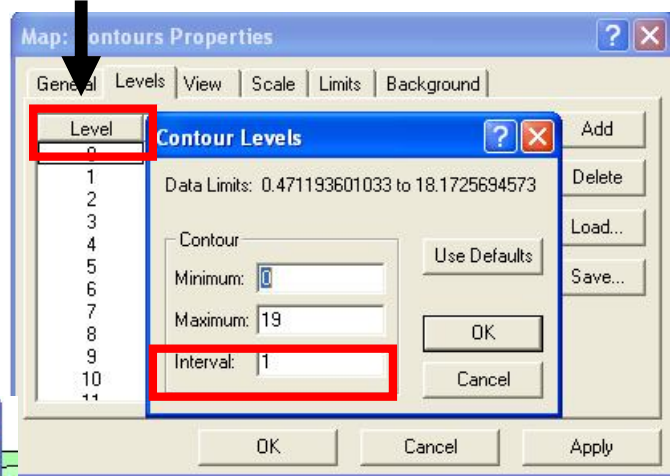 Map: Contours Properties
General Levels View Scale Limits Background
Level
0
1
2
3
4
5
6
7
8
9
10
11
Contour Levels
Data Limits: 0.471193601033 to 18.1725694573
Contour
Minimum: 0
Maximum: 19
Interval: 1
Use Defaults
OK
Cancel
Add
Delete
Load...
Save...
OK Cancel Apply